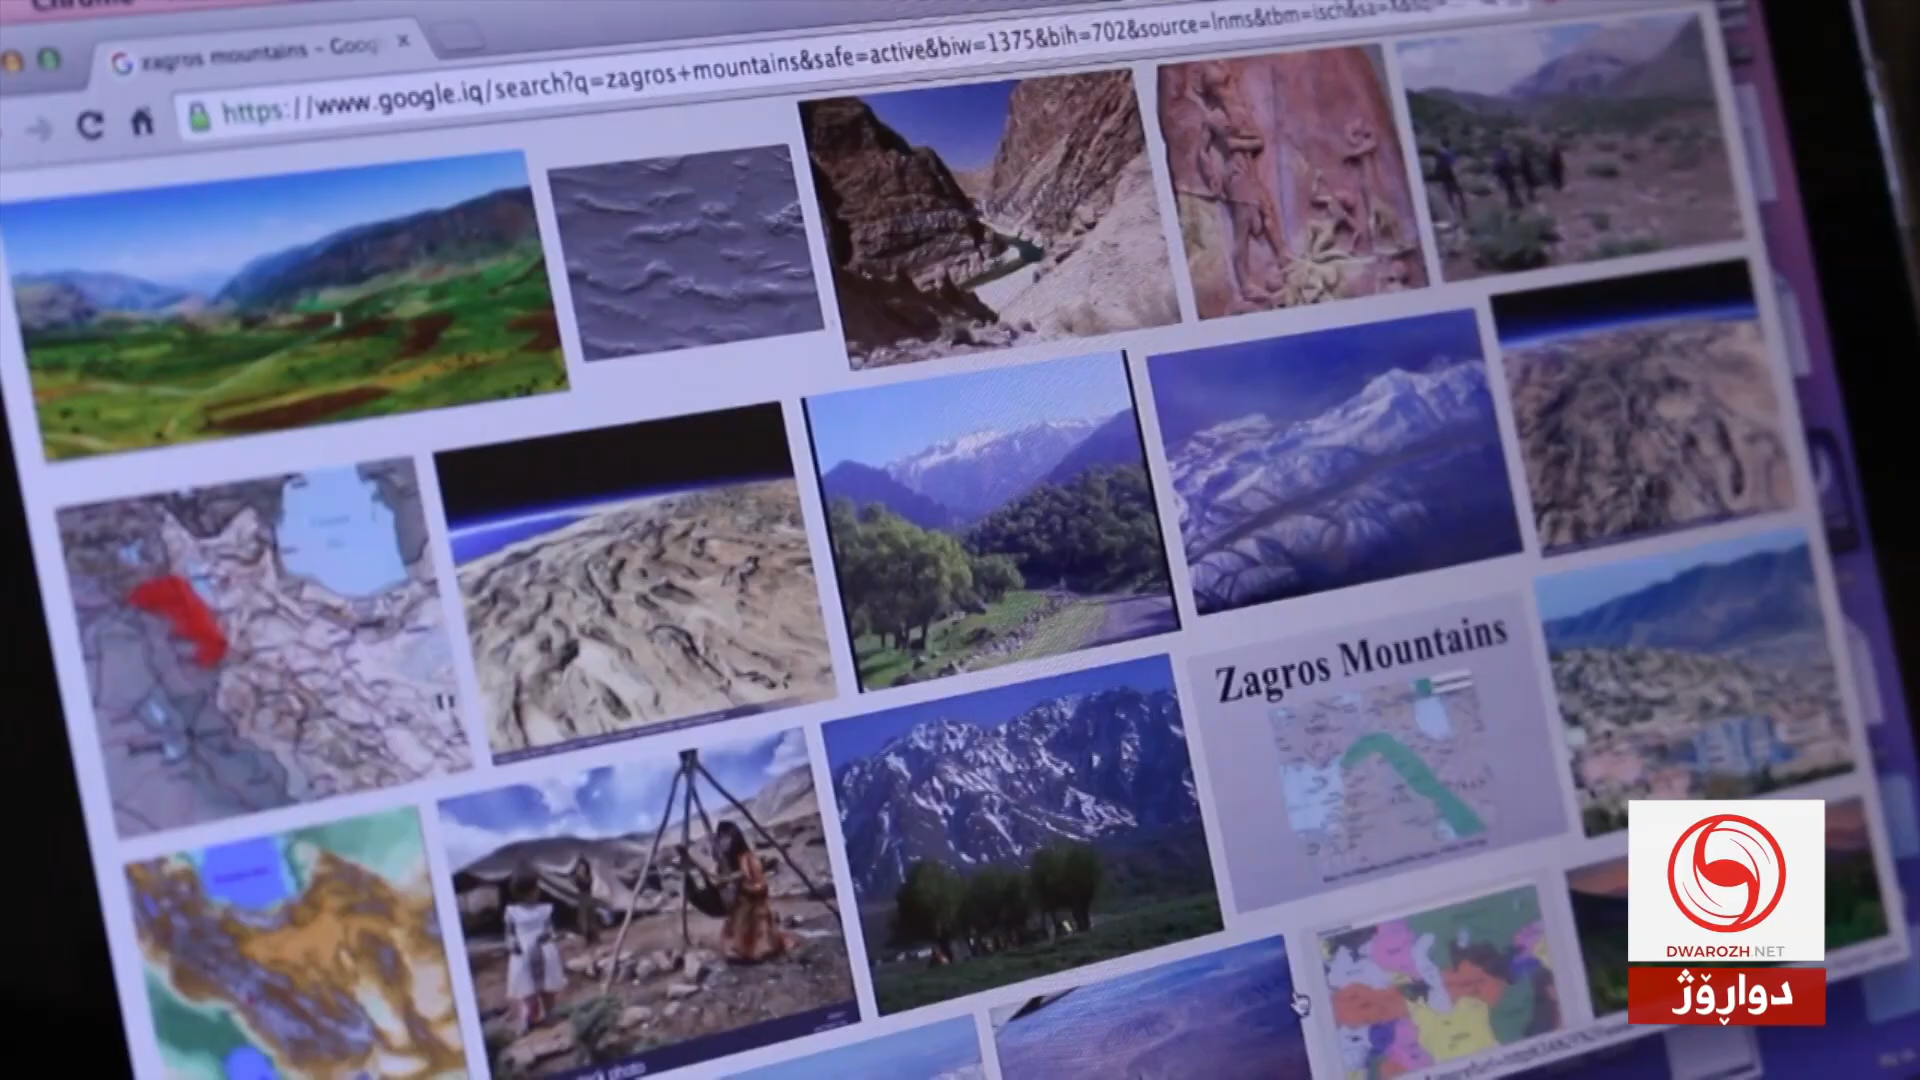 Chrome
zagros mountains - Goog
https://www.google.iq/search?q=zagros+mountains&safe=active&biw=1375&bih=702&source=lnms&tbm=isch&sa=X
Zagros Mountains
DWAROZH.NET
دواڕۆژ